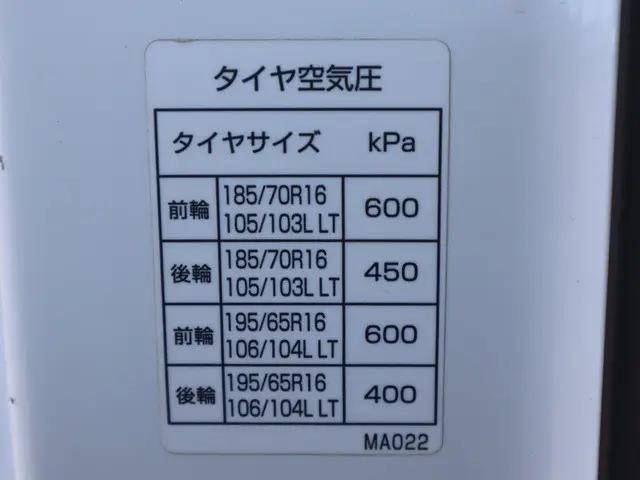 タイヤ空気圧
タイヤサイズ kPa
前輪 185/70R16 105/103L LT 600
後輪 185/70R16 105/103L LT 450
前輪 195/65R16 106/104L LT 600
後輪 195/65R16 106/104L LT 400
MA022